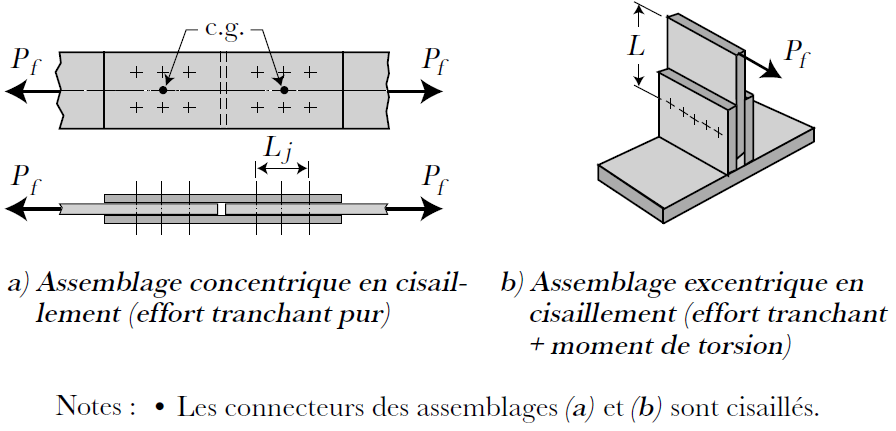 c.g.
P_f
P_f
L_j
P_f
P_f
L
P_f
a) Assemblage concentrique en cisail-
lement (effort tranchant pur)
b) Assemblage excentrique en
cisaillement (effort tranchant
+ moment de torsion)
Notes : • Les connecteurs des assemblages (a) et (b) sont cisaillés.